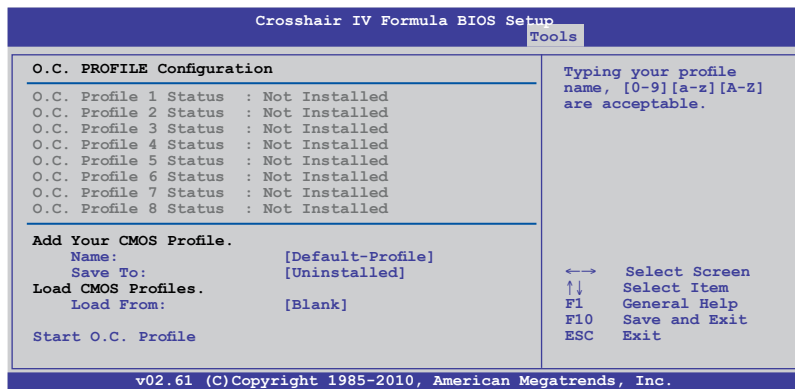 Crosshair IV Formula BIOS Setup
Tools
O.C. PROFILE Configuration
O.C. Profile 1 Status : Not Installed
O.C. Profile 2 Status : Not Installed
O.C. Profile 3 Status : Not Installed
O.C. Profile 4 Status : Not Installed
O.C. Profile 5 Status : Not Installed
O.C. Profile 6 Status : Not Installed
O.C. Profile 7 Status : Not Installed
O.C. Profile 8 Status : Not Installed
Add Your CMOS Profile.
Name: [Default-Profile]
Save To: [Uninstalled]
Load CMOS Profiles.
Load From: [Blank]
Start O.C. Profile
Typing your profile
name, [0-9][a-z][A-Z]
are acceptable.
←→ Select Screen
↑↓ Select Item
F1 General Help
F10 Save and Exit
ESC Exit
v02.61 (C)Copyright 1985-2010, American Megatrends, Inc.